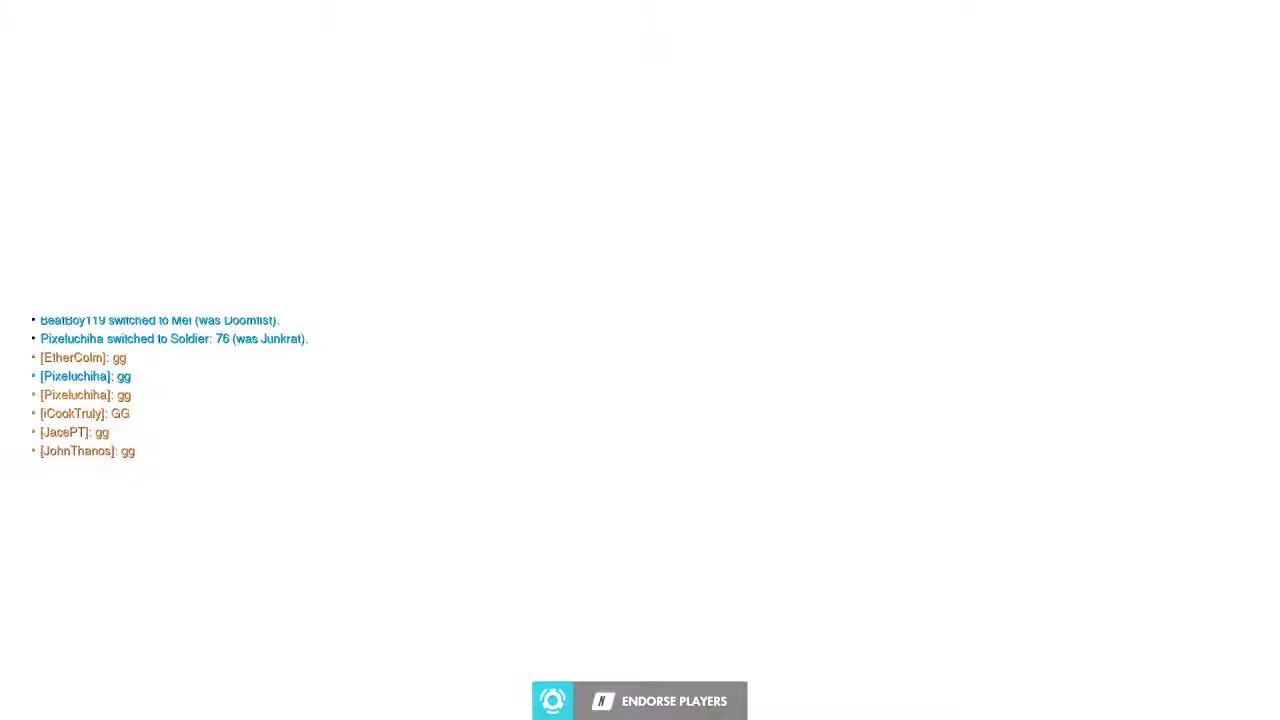 • BeatBoy119 switched to Mei (was Doomfist).
• Pixeluchiha switched to Soldier: 76 (was Junkrat).
• [EtherColm]: gg
• [Pixeluchiha]: gg
• [Pixeluchiha]: gg
• [iCookTruly]: GG
• [JacePT]: gg
• [JohnThanos]: gg
N ENDORSE PLAYERS